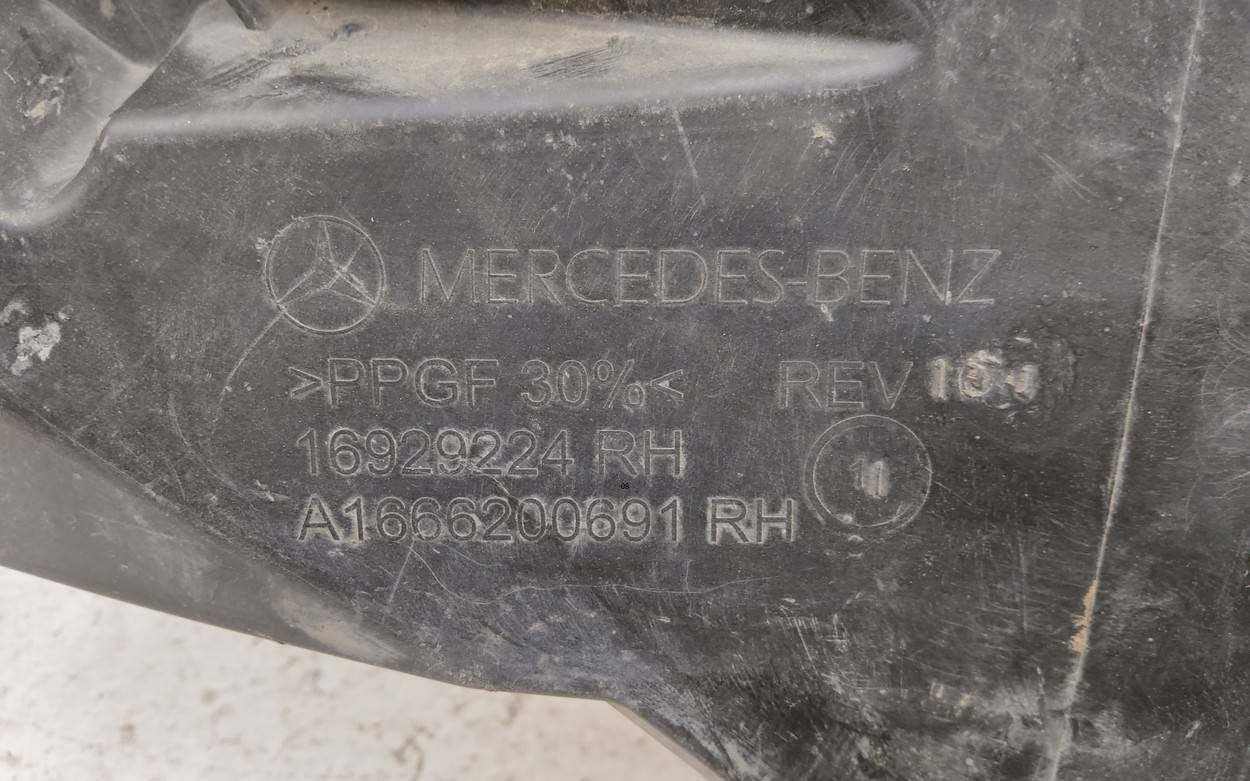 MERCEDES-BENZ
>PPGF 30%< REV
16929224 RH
11
A1666200691 RH